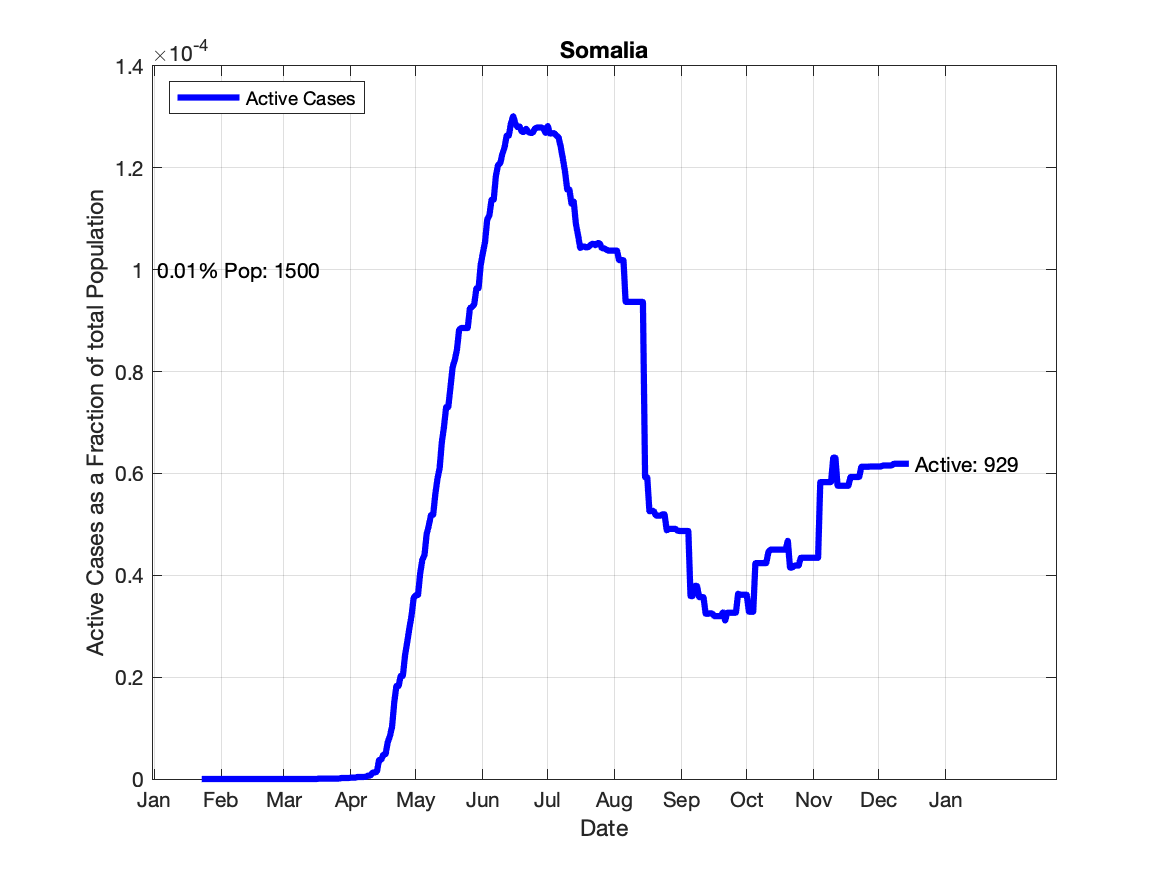 Somalia
×10-4
Active Cases
1.4
1.2
1
0.8
0.6
0.4
0.2
0
0.01% Pop: 1500
Active: 929
Active Cases as a Fraction of total Population
Jan Feb Mar Apr May Jun Jul Aug Sep Oct Nov Dec Jan
Date